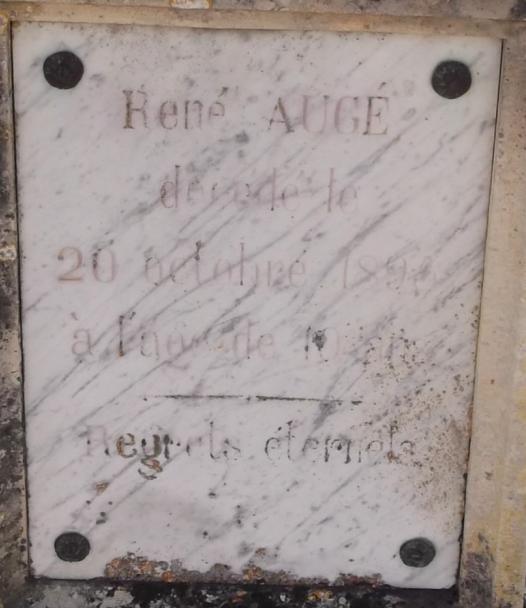 René AUGÉ
décédé le
20 octobre
à l'âge de
Regrets éternels